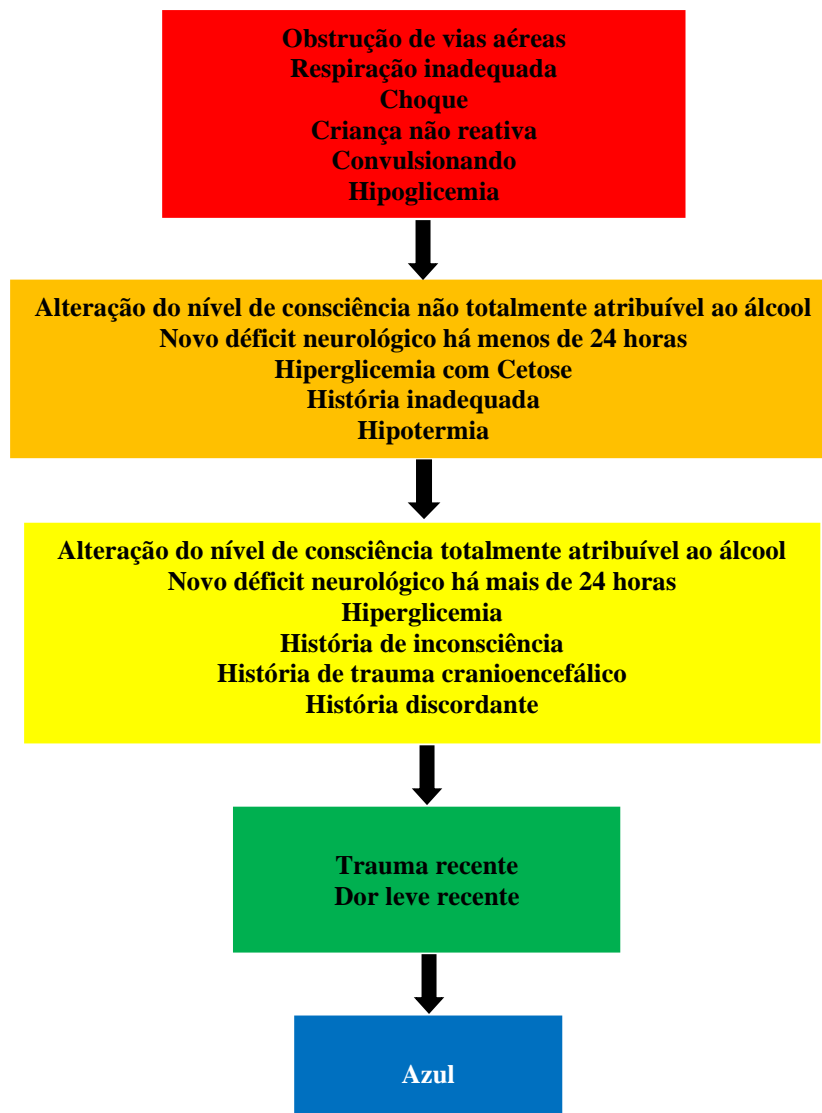 Obstrução de vias aéreas
Respiração inadequada
Choque
Criança não reativa
Convulsionando
Hipoglicemia
Alteração do nível de consciência não totalmente atribuível ao álcool
Novo déficit neurológico há menos de 24 horas
Hiperglicemia com Cetose
História inadequada
Hipotermia
Alteração do nível de consciência totalmente atribuível ao álcool
Novo déficit neurológico há mais de 24 horas
Hiperglicemia
História de inconsciência
História de trauma cranioencefálico
História discordante
Trauma recente
Dor leve recente
Azul